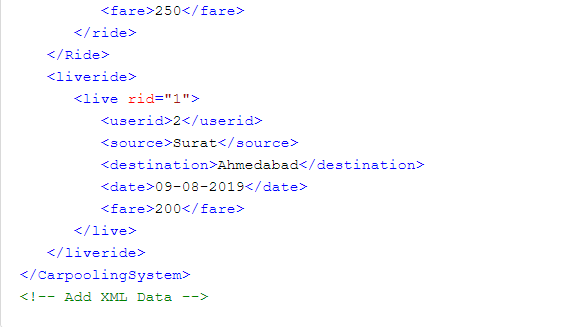 <fare>250</fare>
</ride>
</Ride>
<liveride>
<live rid="1">
<userid>2</userid>
<source>Surat</source>
<destination>Ahmedabad</destination>
<date>09-08-2019</date>
<fare>200</fare>
</live>
</liveride>
</CarpoolingSystem>
<!-- Add XML Data -->